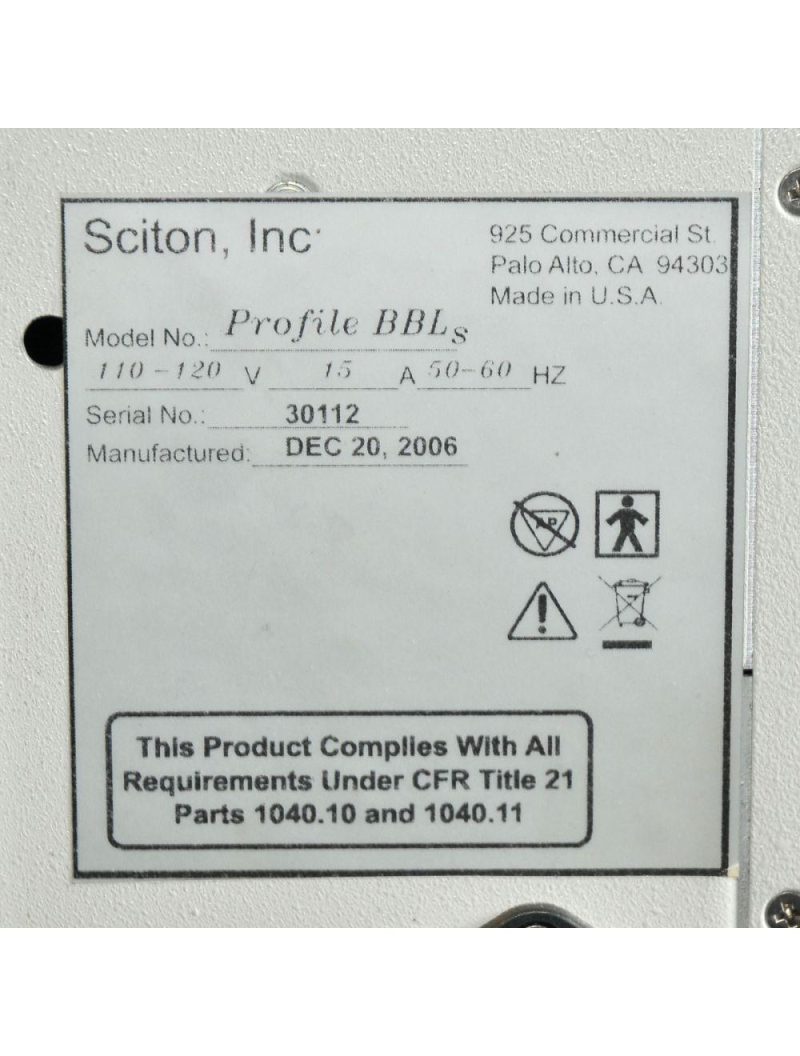 Sciton, Inc.
925 Commercial St.
Palo Alto, CA 94303
Made in U.S.A.
Model No.: Profile BBLs
110-120 V 15 A 50-60 HZ
Serial No.: 30112
Manufactured: DEC 20, 2006
AP
This Product Complies With All
Requirements Under CFR Title 21
Parts 1040.10 and 1040.11